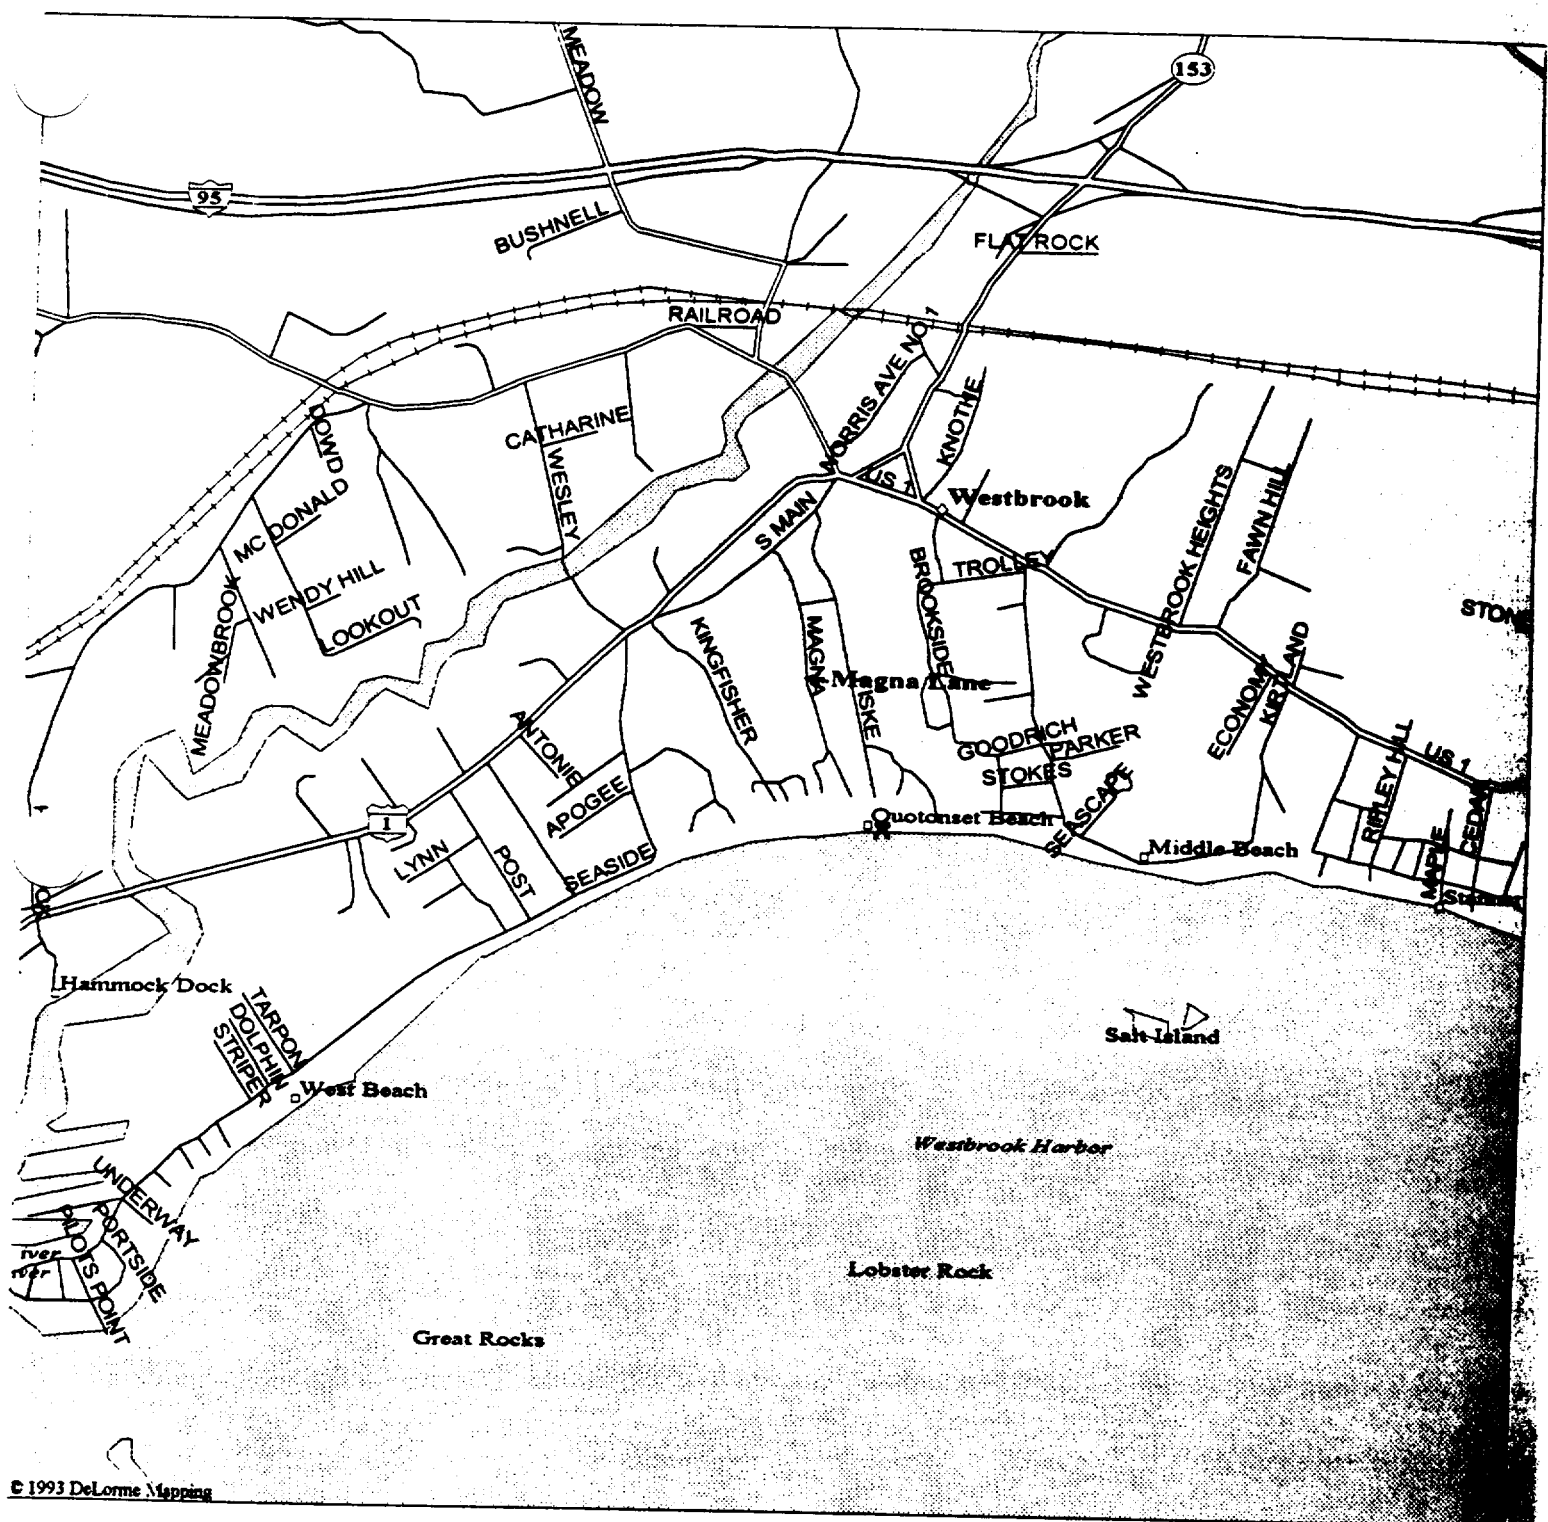 MEADOW
153
95
BUSHNELL
FLAT ROCK
RAILROAD
NORRIS AVE NO 1
KNOTHE
DOWD
CATHARINE
WESLEY
MC DONALD
US 1
Westbrook
S MAIN
WENDY HILL
LOOKOUT
MEADOWBROOK
BROOKSIDE
TROLLEY
WESTBROOK HEIGHTS
FAWN HILL
KINGFISHER
MAGNA
Magna Lane
ECONOMY
KIRTLAND
ANTONIE
APOGEE
GOODRICH
PARKER
STOKES
SEASCAPE
RIPLEY HILL
US 1
CEDAR
MAPLE
1
LYNN
POST
SEASIDE
Quotonset Beach
Middle Beach
Hammock Dock
TARPON
DOLPHIN
STRIPER
West Beach
Salt Island
Westbrook Harbor
UNDERWAY
PORTSIDE
PILOTS POINT
iver
Lobster Rock
Great Rocks
© 1993 DeLorme Mapping